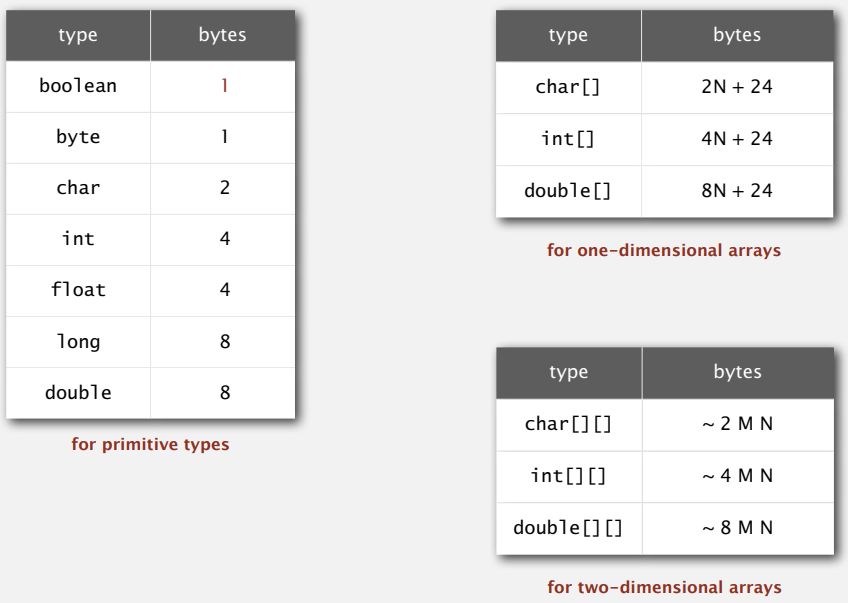 type bytes
boolean 1
byte 1
char 2
int 4
float 4
long 8
double 8
for primitive types
type bytes
char[] 2N + 24
int[] 4N + 24
double[] 8N + 24
for one-dimensional arrays
type bytes
char[][] ~ 2 M N
int[][] ~ 4 M N
double[][] ~ 8 M N
for two-dimensional arrays